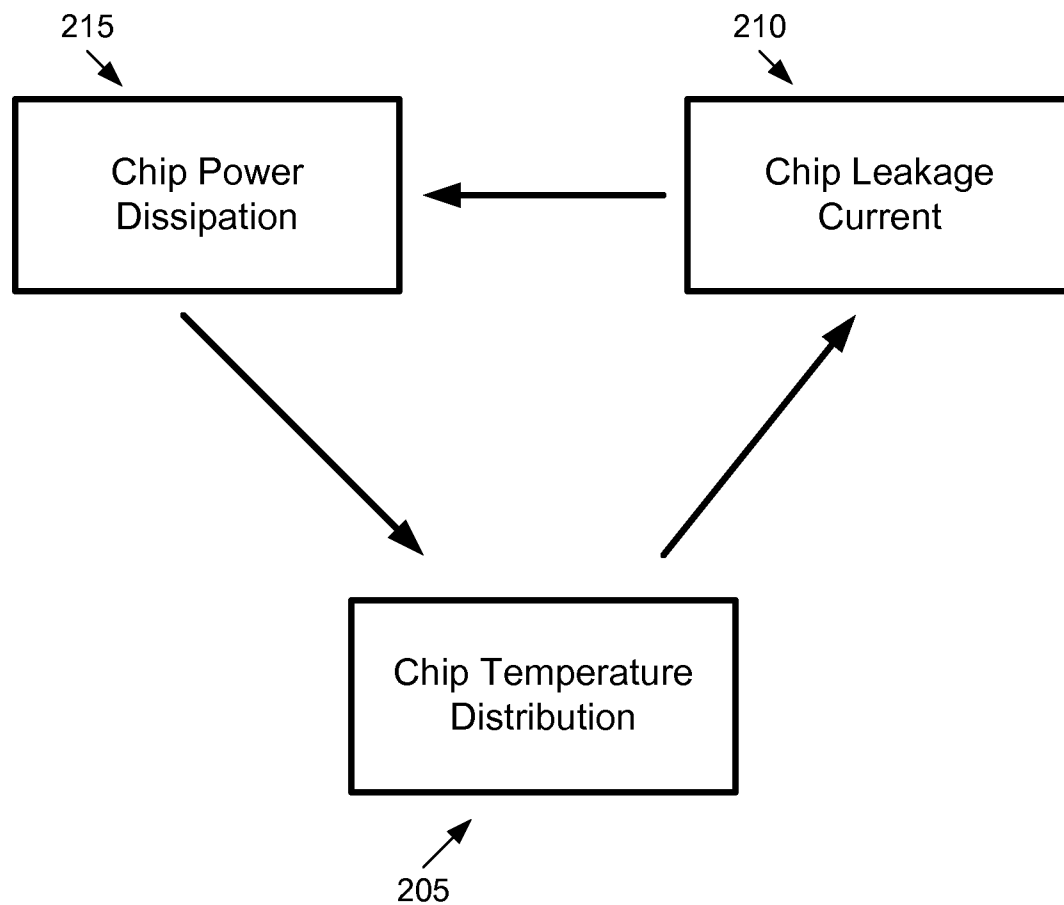 215
210
Chip Power
Dissipation
Chip Leakage
Current
Chip Temperature
Distribution
205